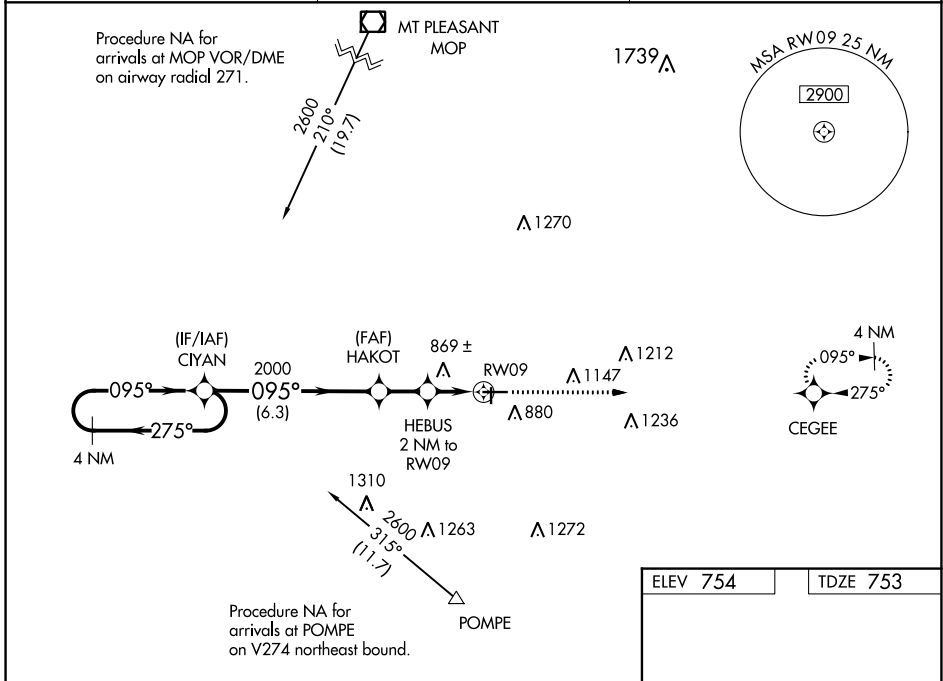 Procedure NA for
arrivals at MOP VOR/DME
on airway radial 271.
MT PLEASANT
MOP
2600
210°
(19.7)
1739
MSA RW09 25 NM
2900
1270
(IF/IAF)
CIYAN
095°
275°
4 NM
2000
095°
(6.3)
(FAF)
HAKOT
869 ±
HEBUS
2 NM to
RW09
RW09
880
1147
1212
1236
4 NM
095°
275°
CEGEE
1310
2600
315°
(11.7)
1263
1272
POMPE
Procedure NA for
arrivals at POMPE
on V274 northeast bound.
ELEV 754
TDZE 753